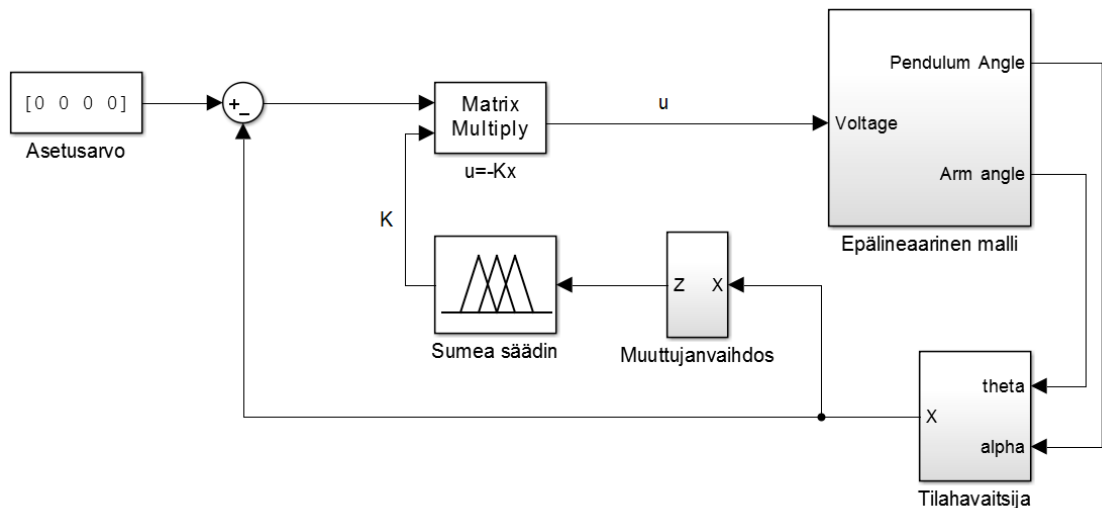 [0 0 0 0]
Asetusarvo
+
−
Matrix
Multiply
u=-Kx
u
K
Voltage
Pendulum Angle
Arm angle
Epälineaarinen malli
Sumea säädin
Z
X
Muuttujanvaihdos
X
theta
alpha
Tilahavaitsija